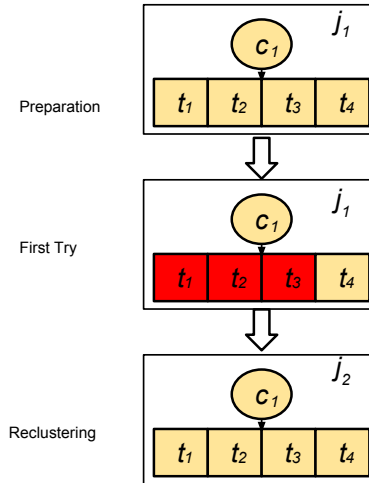 j1
c1
Preparation
t1 t2 t3 t4
j1
c1
First Try
t1 t2 t3 t4
j2
c1
Reclustering
t1 t2 t3 t4